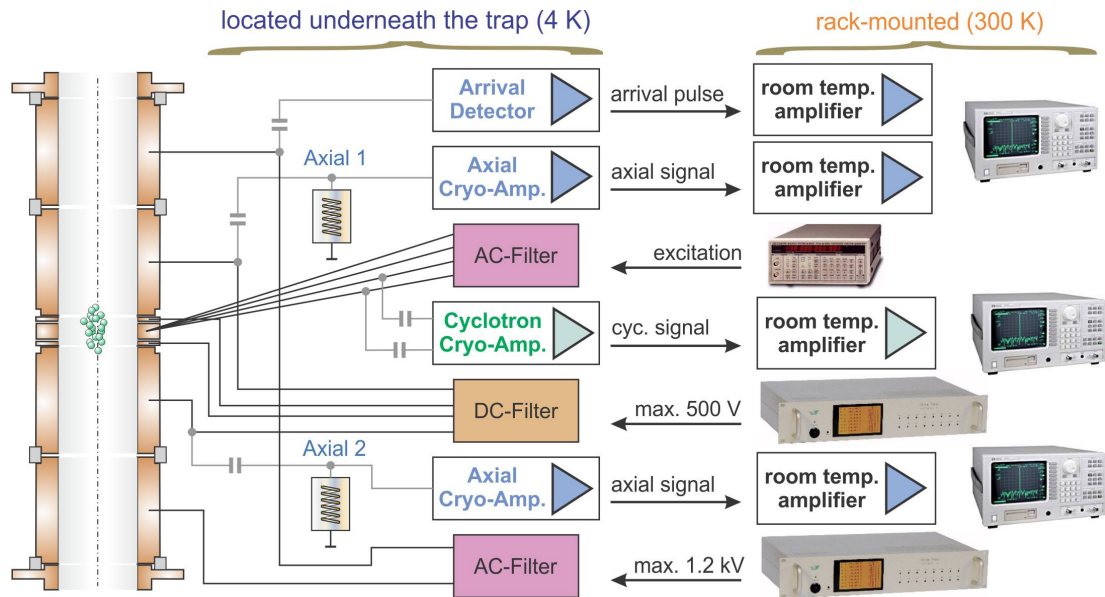 located underneath the trap (4 K)
rack-mounted (300 K)
Arrival
Detector
arrival pulse
room temp.
amplifier
Axial 1
Axial
Cryo-Amp.
axial signal
room temp.
amplifier
AC-Filter
excitation
Cyclotron
Cryo-Amp.
cyc. signal
room temp.
amplifier
DC-Filter
max. 500 V
Axial 2
Axial
Cryo-Amp.
axial signal
room temp.
amplifier
AC-Filter
max. 1.2 kV